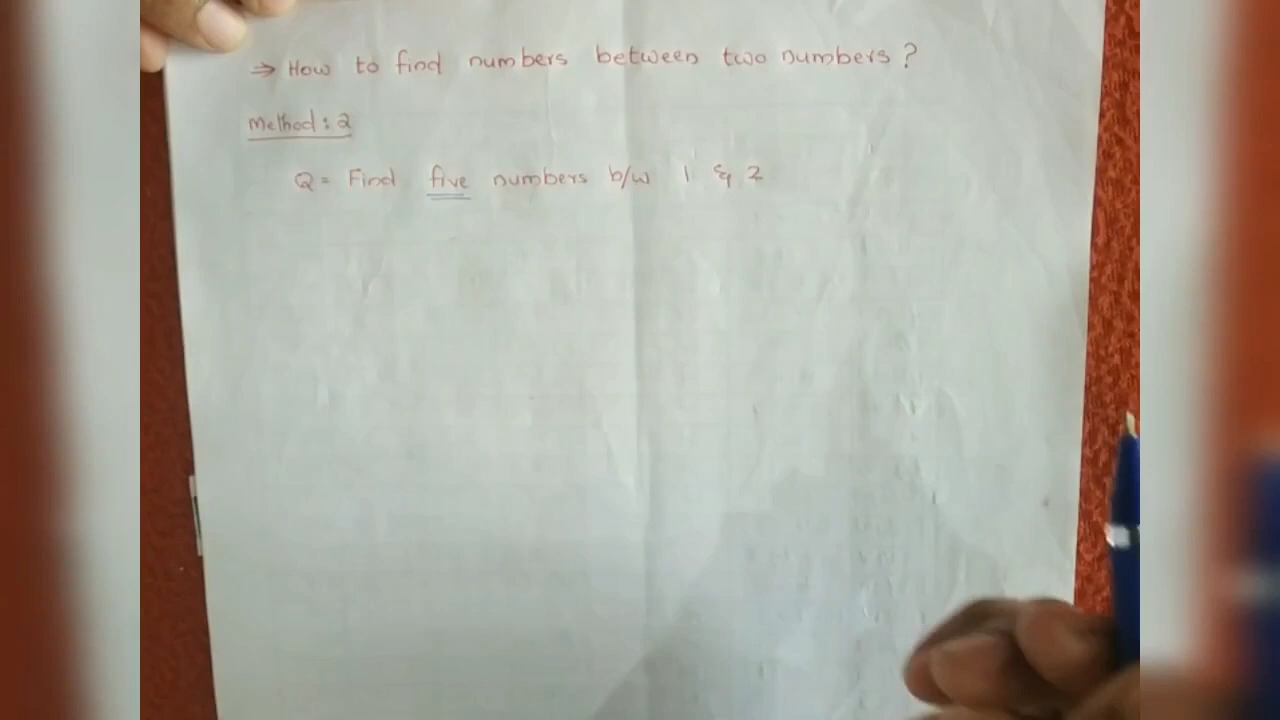 ⇒ How to find numbers between two numbers?
Method: 2
Q = Find five numbers b/w 1 & 2